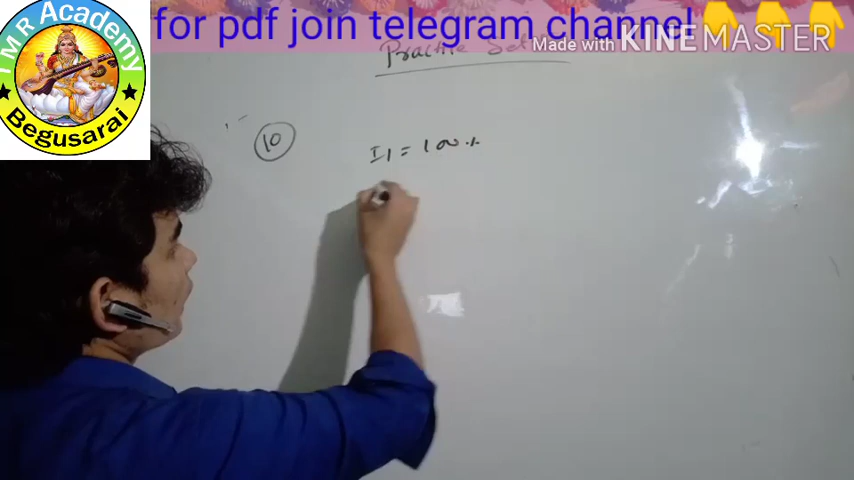 for pdf join telegram channel👇👇👇
Made with KINEMASTER
I M R Academy
Begusarai
Practice Set
10
I1 = 100%